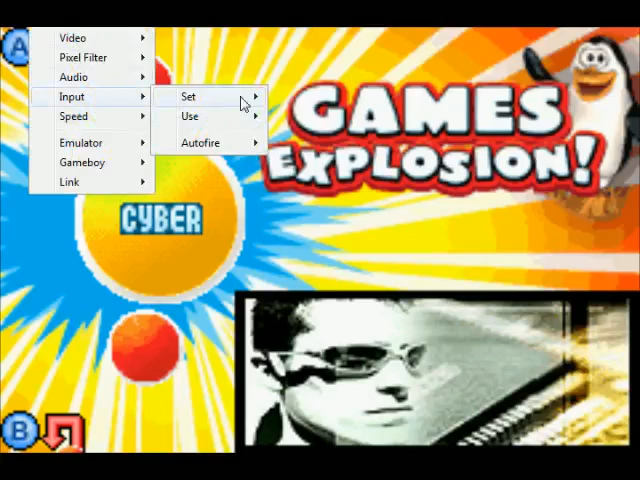 A
Video
Pixel Filter
Audio
Input
Speed
Emulator
Gameboy
Link
Set
Use
Autofire
GAMES
EXPLOSION!
CYBER
B